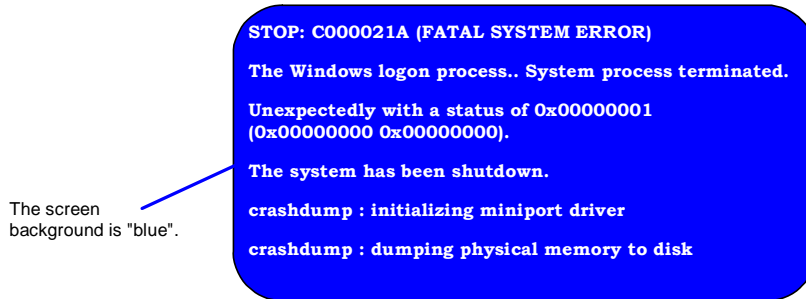 STOP: C000021A (FATAL SYSTEM ERROR)
The Windows logon process.. System process terminated.
Unexpectedly with a status of 0x00000001
(0x00000000 0x00000000).
The system has been shutdown.
crashdump : initializing miniport driver
crashdump : dumping physical memory to disk
The screen
background is "blue".